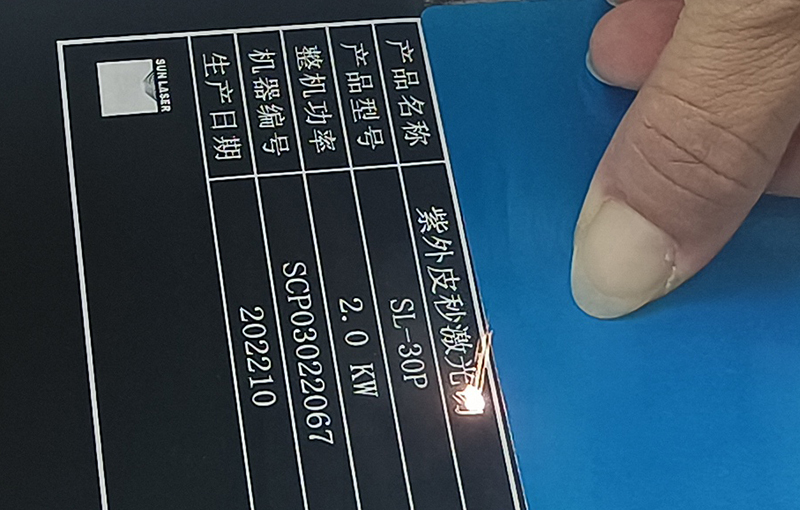 SUN LASER
产品名称 紫外皮秒激光
产品型号 SL-30P
整机功率 2.0 KW
机器编号 SCP03022067
生产日期 202210